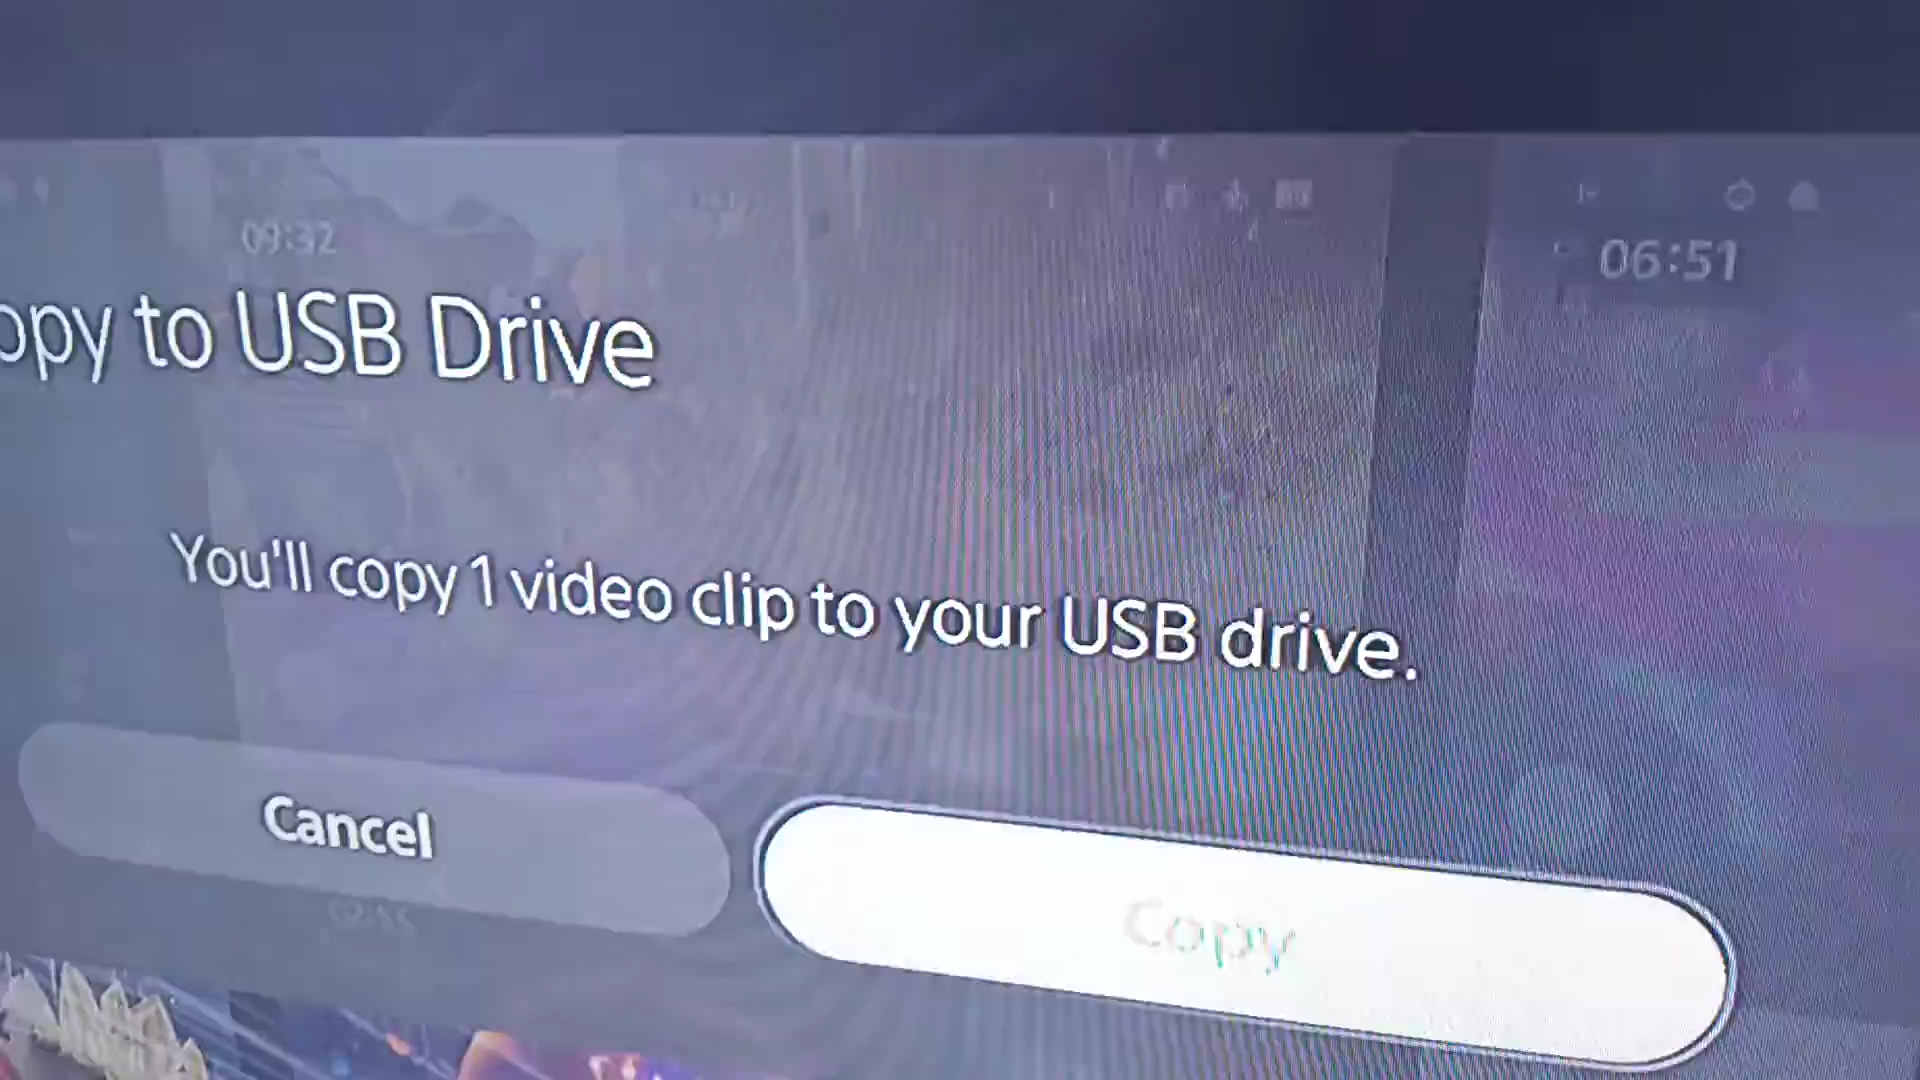 09:32
06:51
opy to USB Drive
You'll copy 1 video clip to your USB drive.
Cancel
Copy